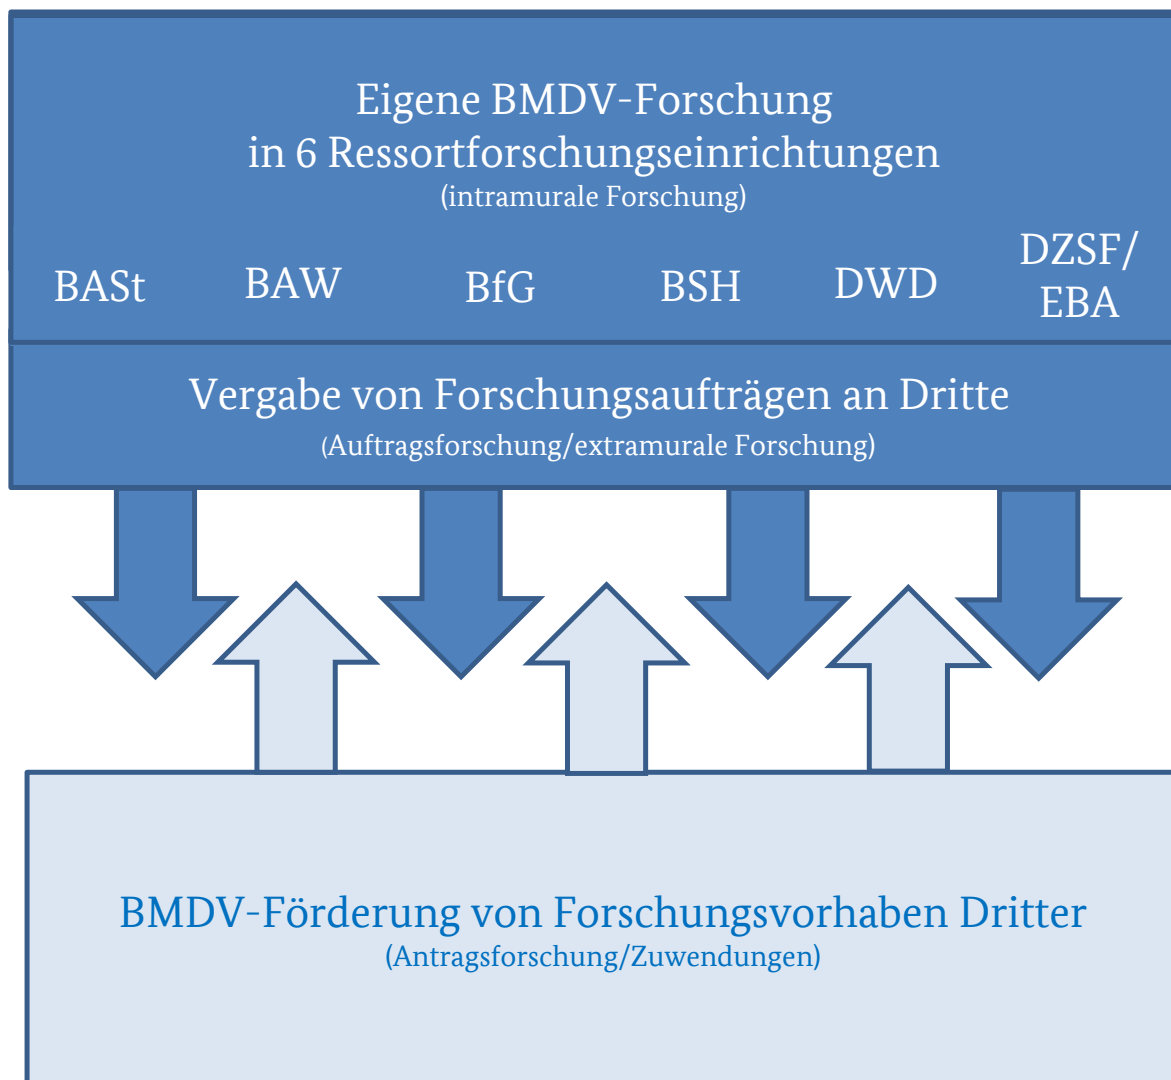 Eigene BMDV-Forschung
in 6 Ressortforschungseinrichtungen
(intramurale Forschung)
BASt
BAW
BfG
BSH
DWD
DZSF/
EBA
Vergabe von Forschungsaufträgen an Dritte
(Auftragsforschung/extramurale Forschung)
BMDV-Förderung von Forschungsvorhaben Dritter
(Antragsforschung/Zuwendungen)